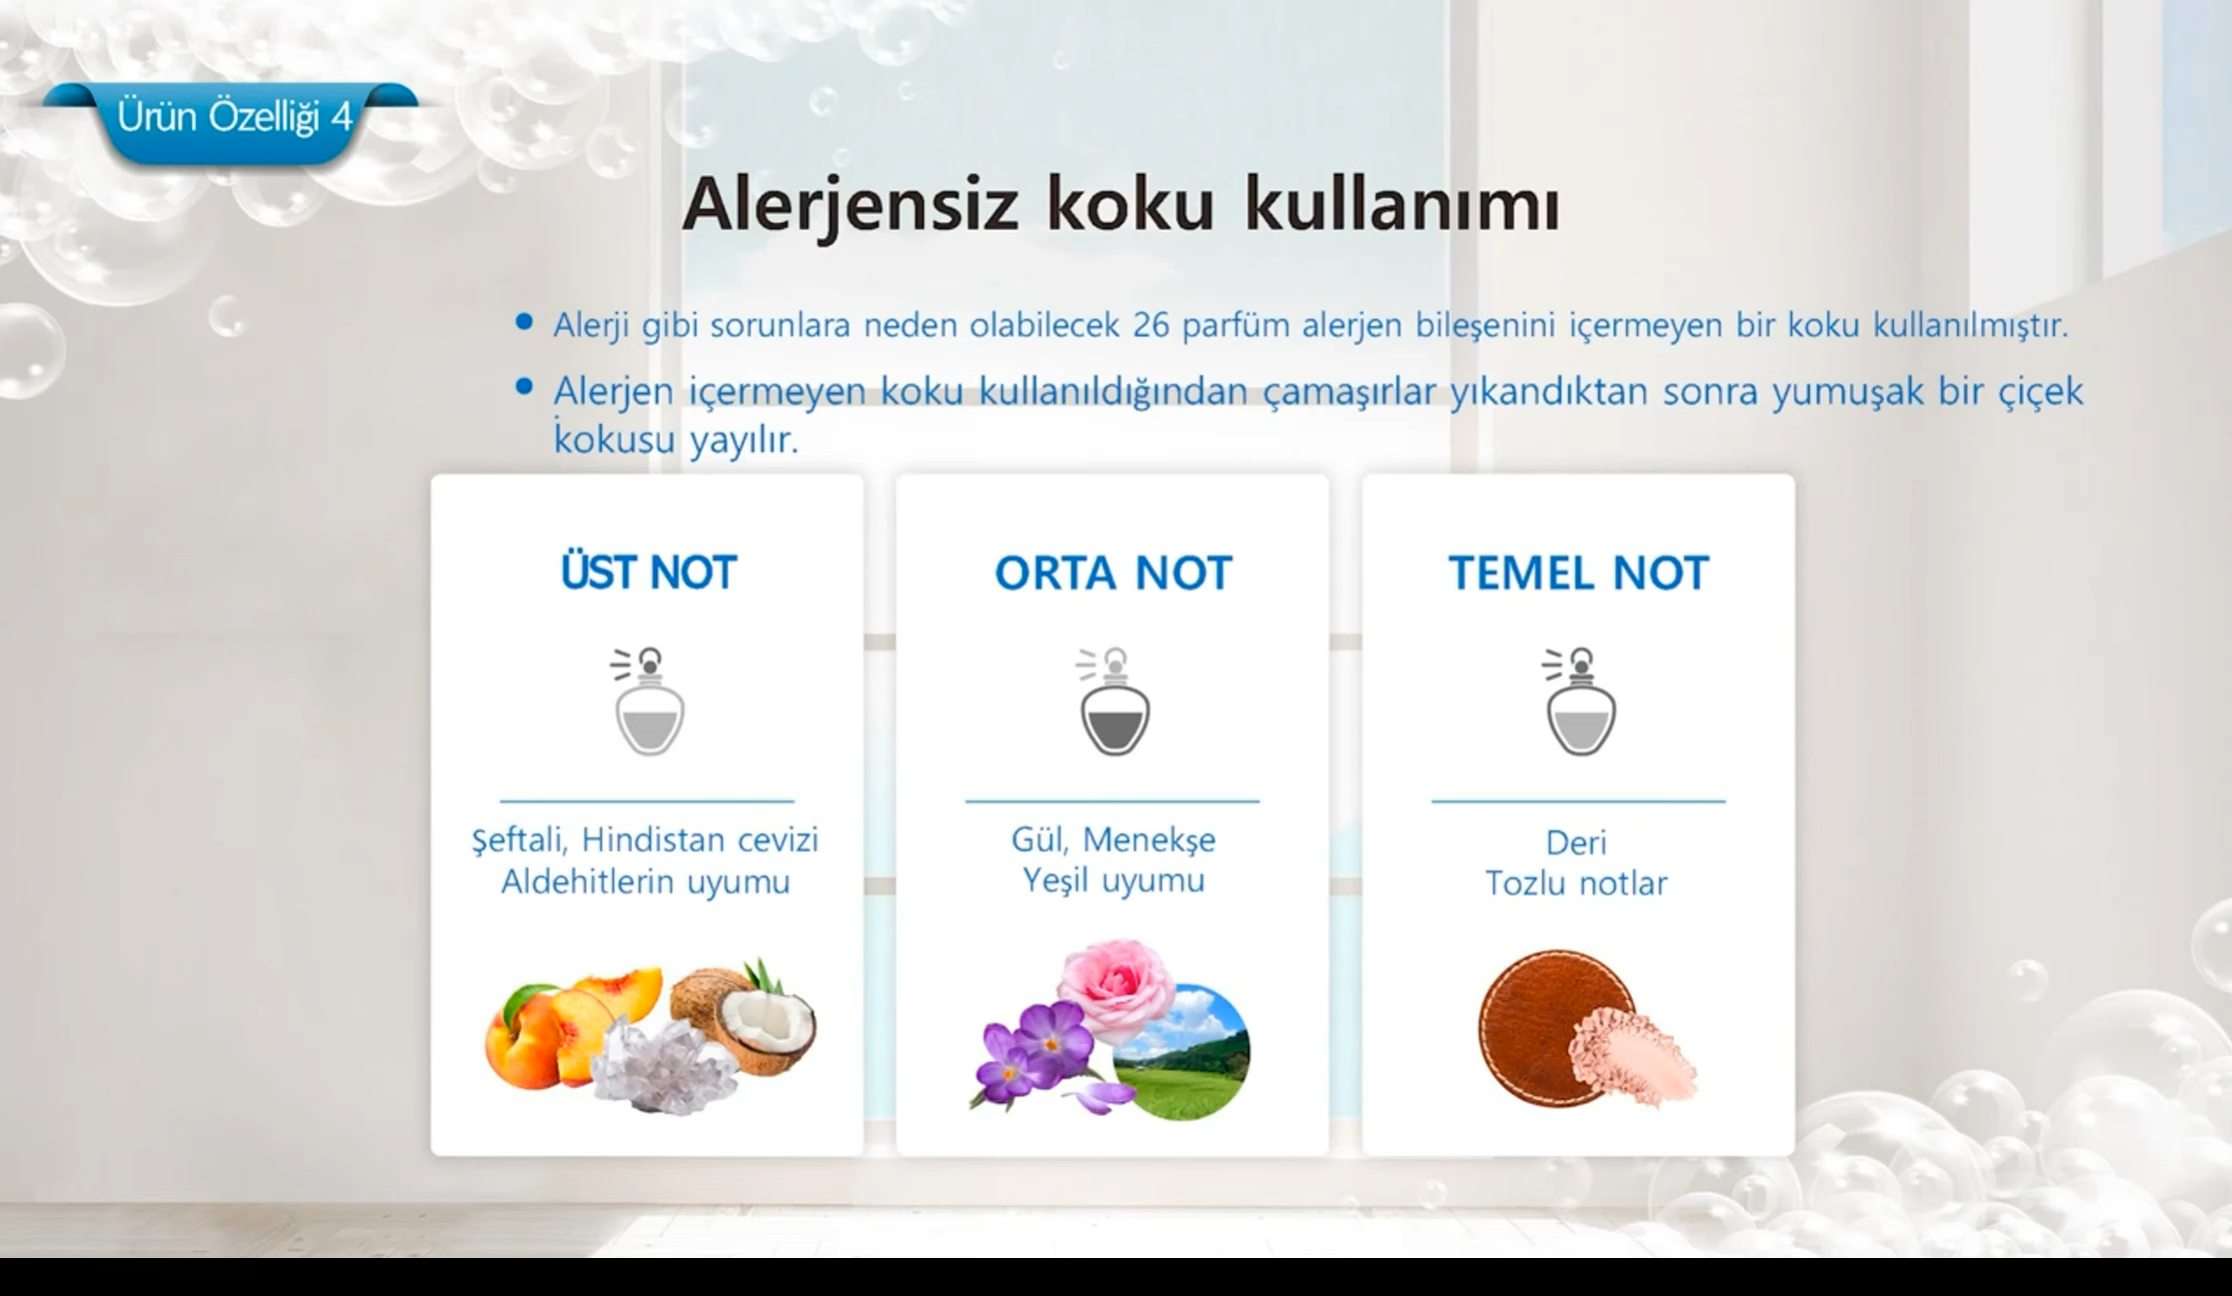 Ürün Özelliği 4
Alerjensiz koku kullanımı
• Alerji gibi sorunlara neden olabilecek 26 parfüm alerjen bileşenini içermeyen bir koku kullanılmıştır.
• Alerjen içermeyen koku kullanıldığından çamaşırlar yıkandıktan sonra yumuşak bir çiçek
kokusu yayılır.
ÜST NOT
Şeftali, Hindistan cevizi
Aldehitlerin uyumu
ORTA NOT
Gül, Menekşe
Yeşil uyumu
TEMEL NOT
Deri
Tozlu notlar